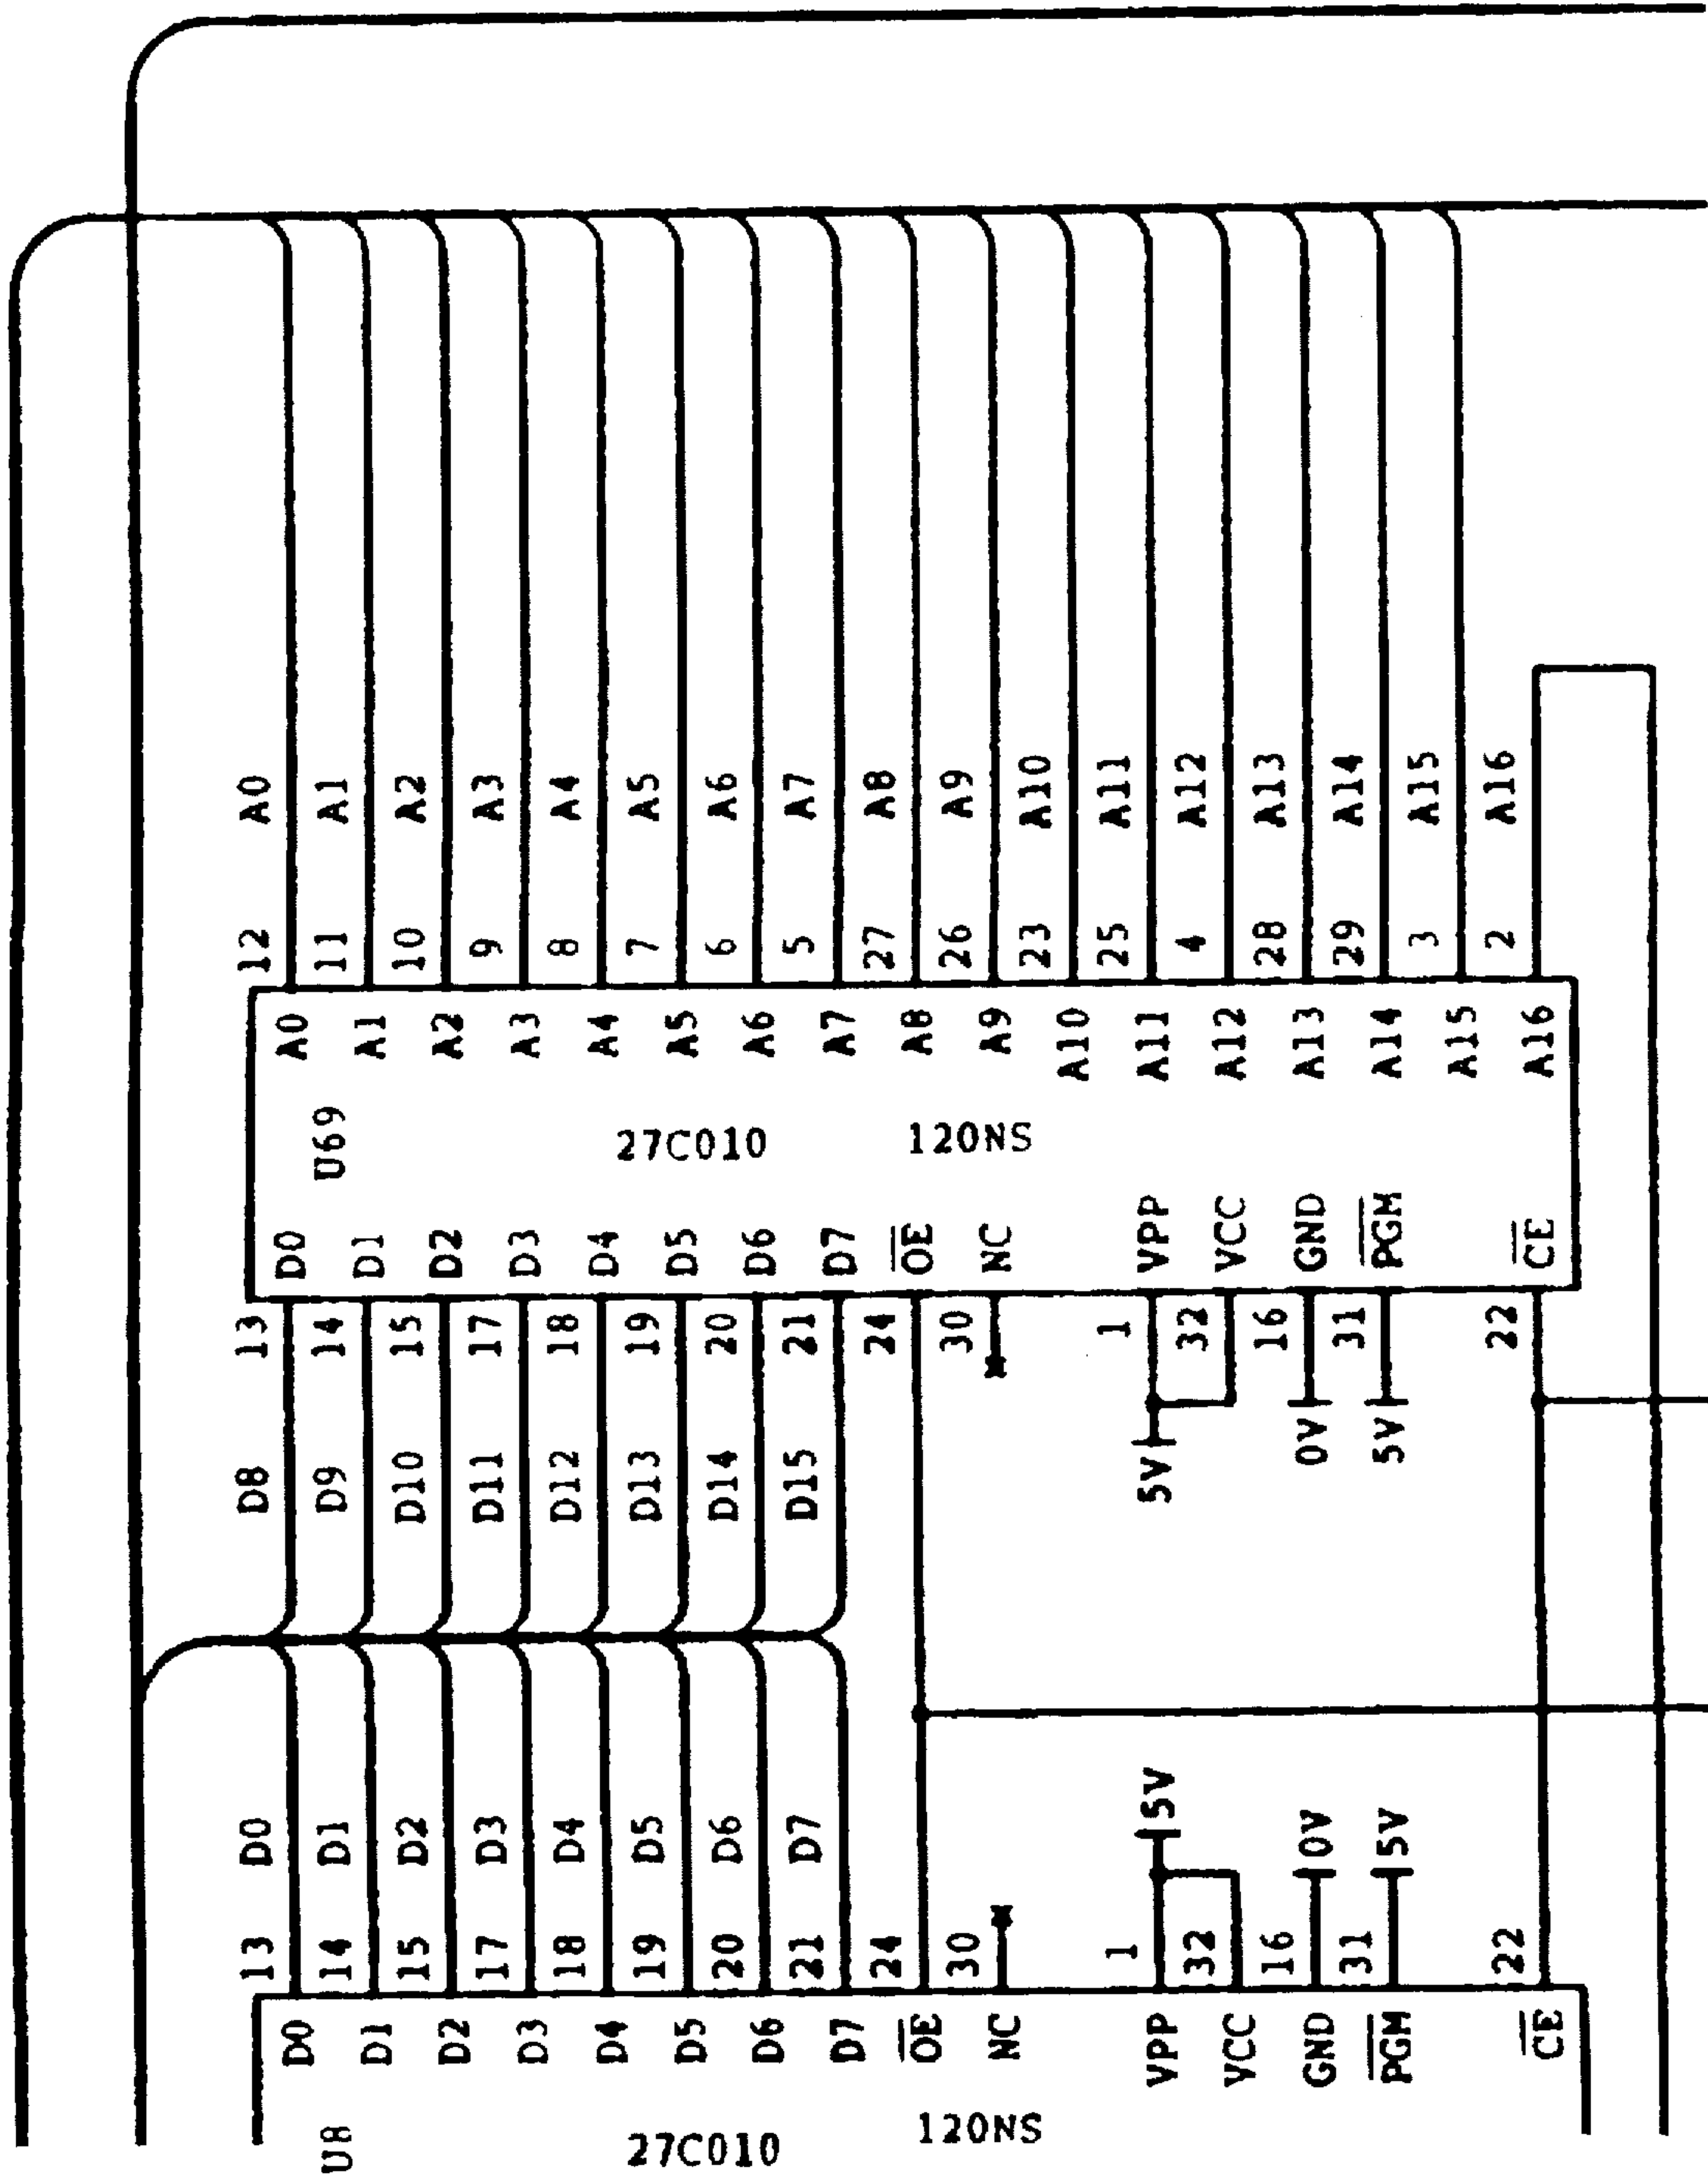 13 D0 D8 13 12 A0
D0 D0 A0
U8 14 D1 D9 14 U69 11 A1
D1 D1 A1
15 D2 D10 15 10 A2
D2 D2 A2
17 D3 D11 17 9 A3
D3 D3 A3
18 D4 D12 18 8 A4
D4 D4 A4
27C010 19 D5 D13 19 27C010 7 A5
D5 D5 A5
20 D6 D14 20 6 A6
D6 D6 A6
21 D7 D15 21 5 A7
D7 D7 A7
24 24 27 A8
O̅E̅ O̅E̅ A8
120NS 30 30 120NS 26 A9
NC NC A9
23 A10
A10
1 1 25 A11
VPP 5V 5V VPP A11
32 32 4 A12
VCC VCC A12
16 16 28 A13
GND 0V 0V GND A13
31 31 29 A14
P̅G̅M̅ 5V 5V P̅G̅M̅ A14
3 A15
A15
22 22 2 A16
C̅E̅ C̅E̅ A16